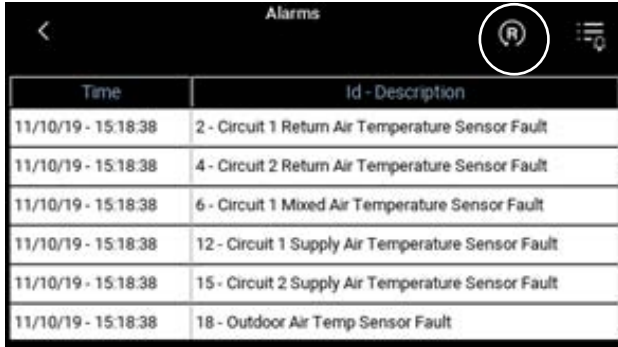 Alarms
R
Time Id - Description
11/10/19 - 15:18:38 2 - Circuit 1 Return Air Temperature Sensor Fault
11/10/19 - 15:18:38 4 - Circuit 2 Return Air Temperature Sensor Fault
11/10/19 - 15:18:38 6 - Circuit 1 Mixed Air Temperature Sensor Fault
11/10/19 - 15:18:38 12 - Circuit 1 Supply Air Temperature Sensor Fault
11/10/19 - 15:18:38 15 - Circuit 2 Supply Air Temperature Sensor Fault
11/10/19 - 15:18:38 18 - Outdoor Air Temp Sensor Fault